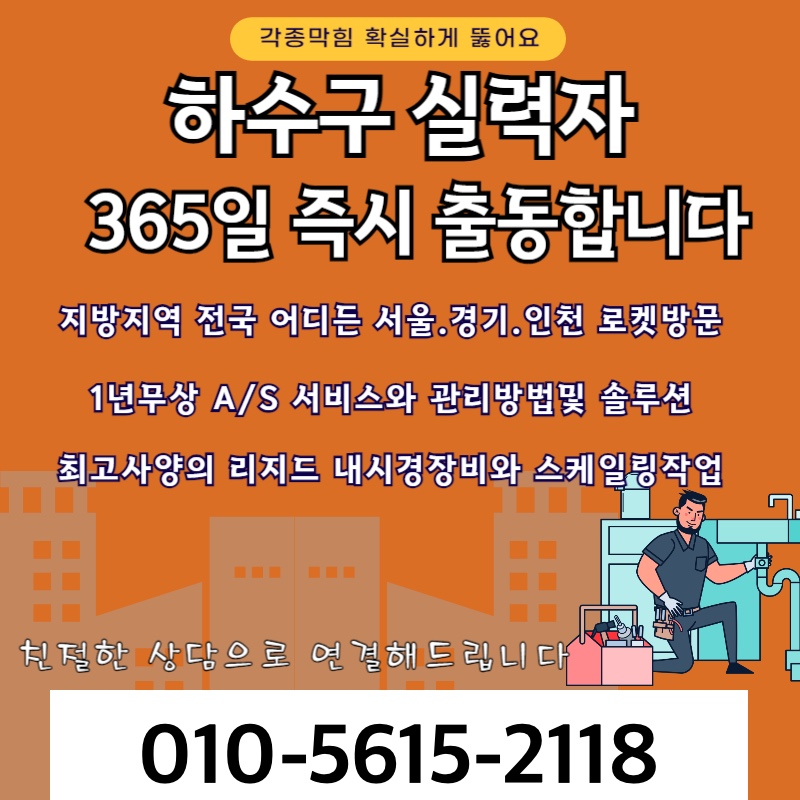 각종막힘 확실하게 뚫어요
하수구 실력자
365일 즉시 출동합니다
지방지역 전국 어디든 서울.경기.인천 로켓방문
1년무상 A/S 서비스와 관리방법및 솔루션
최고사양의 리지드 내시경장비와 스케일링작업
친절한 상담으로 연결해드립니다
010-5615-2118